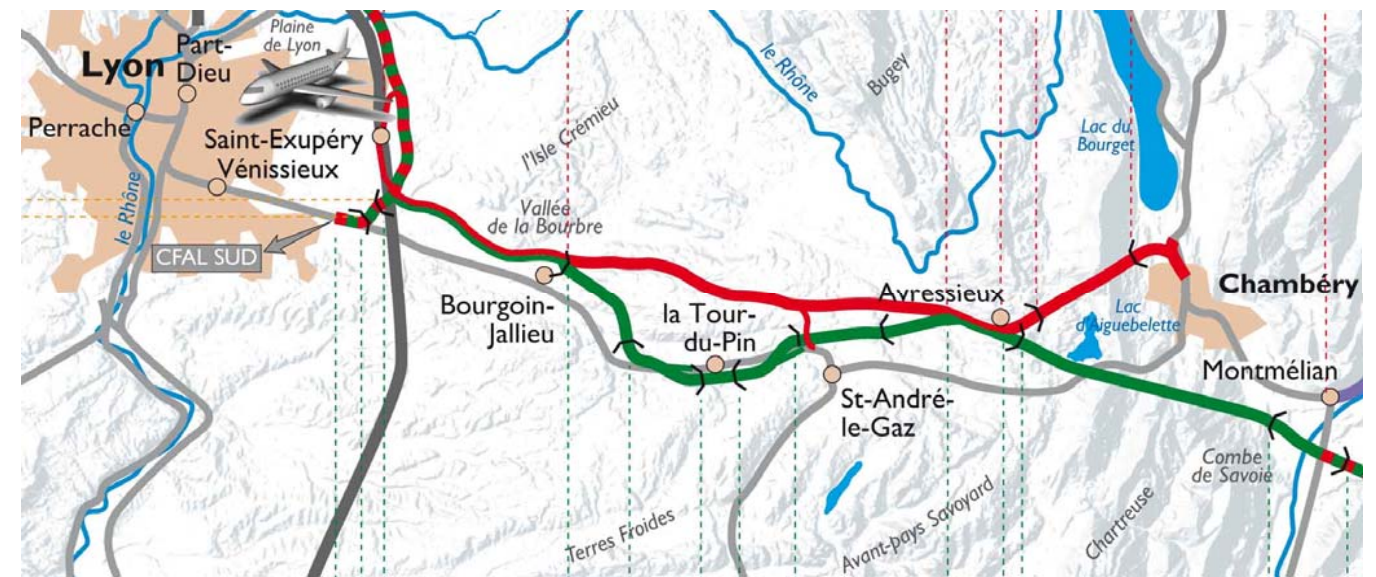 Plaine
de Lyon
Part-
Dieu
Lyon
Perrache
Saint-Exupéry
Vénissieux
le Rhône
CFAL SUD
l'Isle Crémieu
Vallée
de la Bourbre
Bourgoin-
Jallieu
la Tour-
du-Pin
St-André-
le-Gaz
Terres Froides
le Rhône
Bugey
Avressieux
Lac du
Bourget
Lac
d'Aiguebelette
Chambéry
Montmélian
Combe
de Savoie
Avant-pays Savoyard
Chartreuse